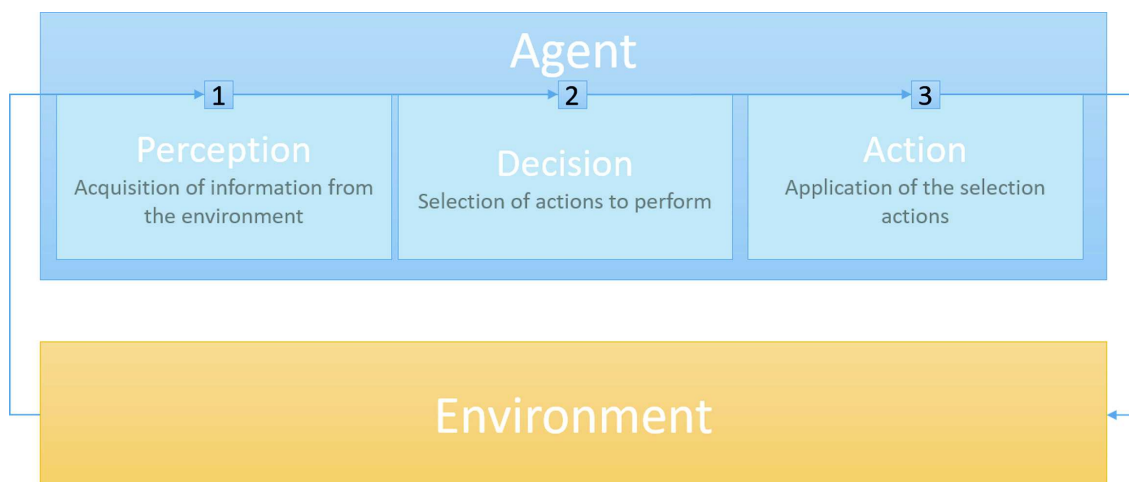 Agent
1
2
3
Perception
Acquisition of information from
the environment
Decision
Selection of actions to perform
Action
Application of the selection
actions
Environment